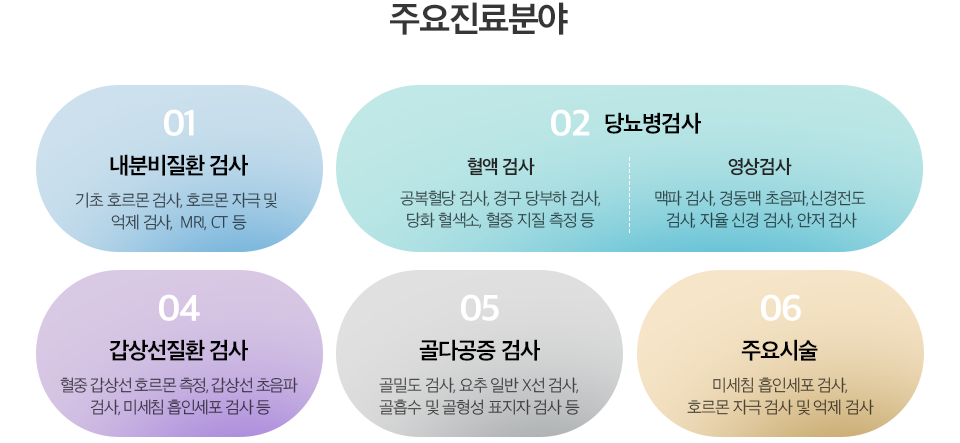 주요진료분야
01
내분비질환 검사
기초 호르몬 검사, 호르몬 자극 및
억제 검사, MRI, CT 등
02 당뇨병검사
혈액 검사
공복혈당 검사, 경구 당부하 검사,
당화 혈색소, 혈중 지질 측정 등
영상검사
맥파 검사, 경동맥 초음파,신경전도
검사, 자율 신경 검사, 안저 검사
04
갑상선질환 검사
혈중 갑상선 호르몬 측정,갑상선 초음파
검사,미세침 흡인세포 검사 등
05
골다공증 검사
골밀도 검사, 요추 일반 X선 검사,
골흡수 및 골형성 표지자 검사 등
06
주요시술
미세침 흡인세포 검사,
호르몬 자극 검사 및 억제 검사